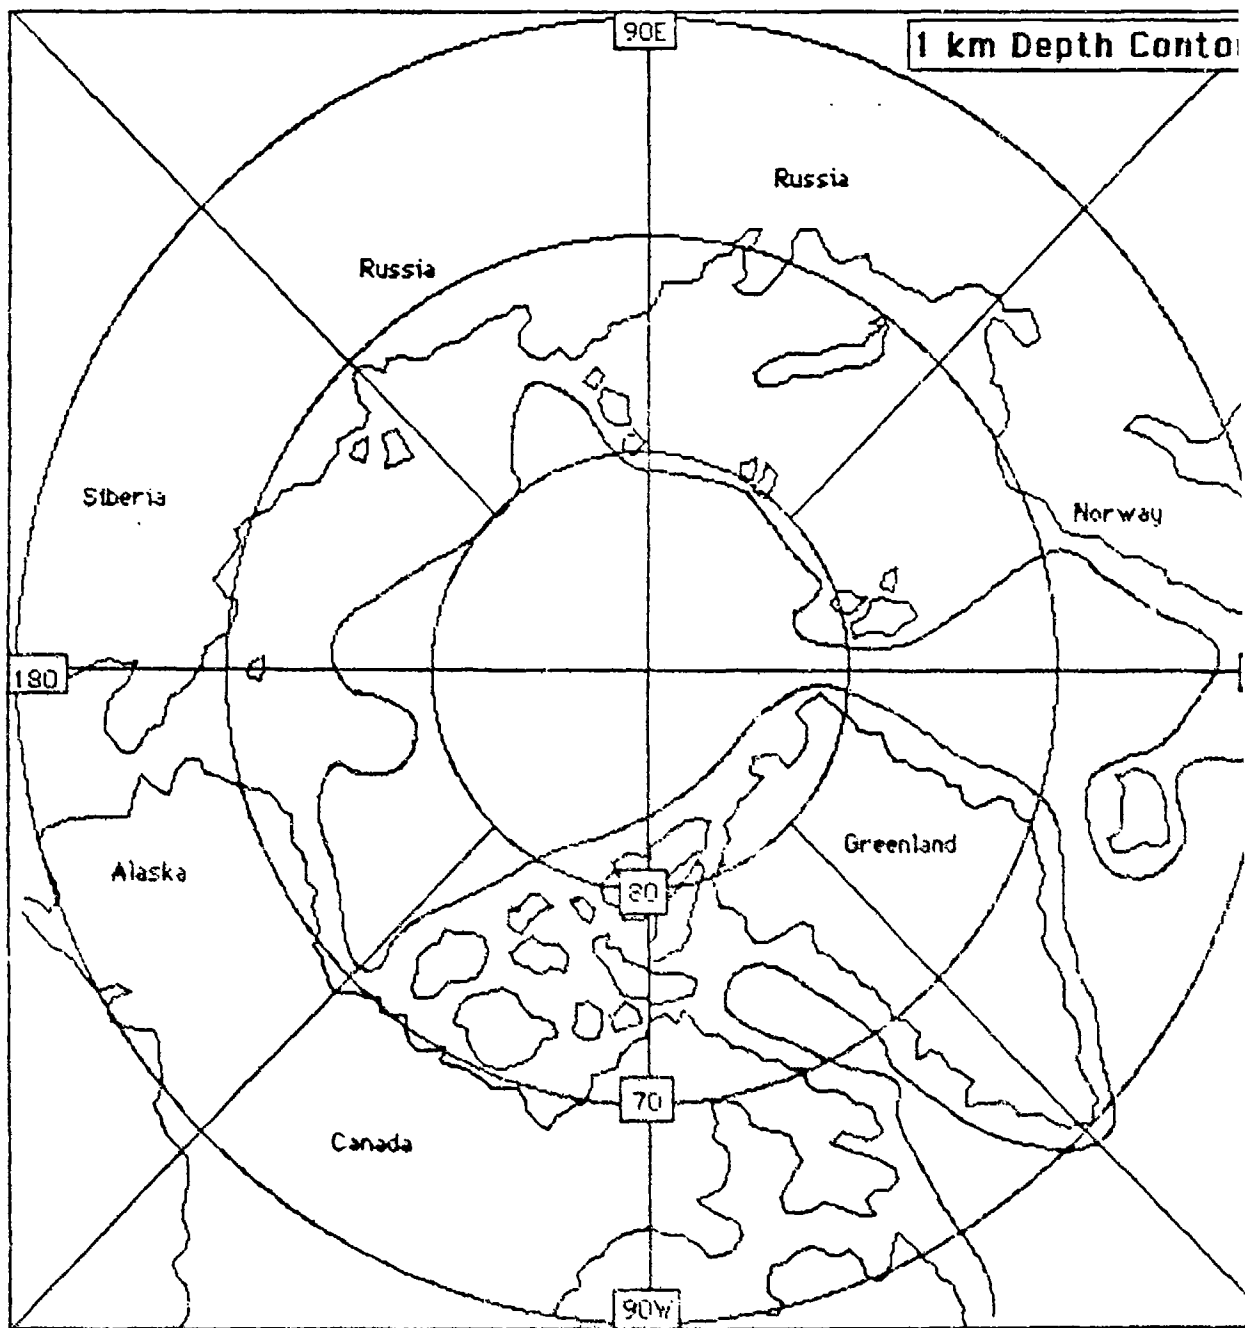 90E
1 km Depth Conto
Russia
Russia
Siberia
Norway
180
Greenland
Alaska
80
70
Canada
90W